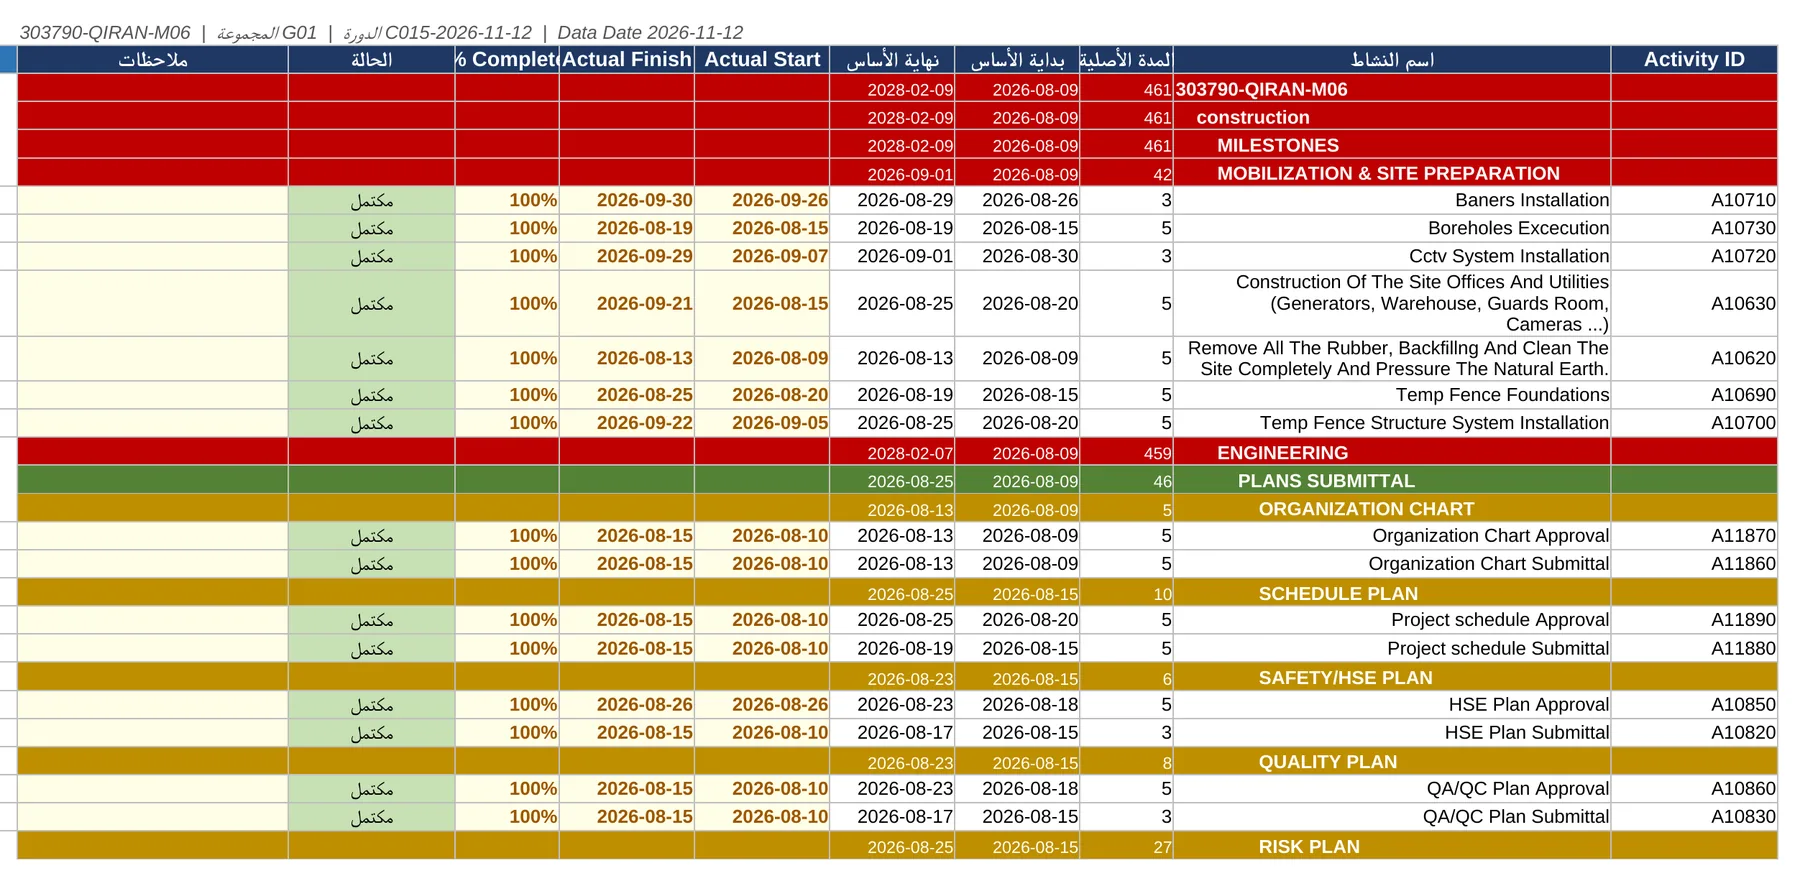 303790-QIRAN-M06 | المجموعة G01 | الدورة C015-2026-11-12 | Data Date 2026-11-12
Activity ID اسم النشاط المدة الأصلية بداية الأساس نهاية الأساس Actual Start Actual Finish % Complete الحالة ملاحظات
303790-QIRAN-M06 461 2026-08-09 2028-02-09
construction 461 2026-08-09 2028-02-09
MILESTONES 461 2026-08-09 2028-02-09
MOBILIZATION & SITE PREPARATION 42 2026-08-09 2026-09-01
A10710 Baners Installation 3 2026-08-26 2026-08-29 2026-09-26 2026-09-30 100% مكتمل
A10730 Boreholes Excecution 5 2026-08-15 2026-08-19 2026-08-15 2026-08-19 100% مكتمل
A10720 Cctv System Installation 3 2026-08-30 2026-09-01 2026-09-07 2026-09-29 100% مكتمل
A10630 Construction Of The Site Offices And Utilities
(Generators, Warehouse, Guards Room,
Cameras ...) 5 2026-08-20 2026-08-25 2026-08-15 2026-09-21 100% مكتمل
A10620 Remove All The Rubber, Backfillng And Clean The
Site Completely And Pressure The Natural Earth. 5 2026-08-09 2026-08-13 2026-08-09 2026-08-13 100% مكتمل
A10690 Temp Fence Foundations 5 2026-08-15 2026-08-19 2026-08-20 2026-08-25 100% مكتمل
A10700 Temp Fence Structure System Installation 5 2026-08-20 2026-08-25 2026-09-05 2026-09-22 100% مكتمل
ENGINEERING 459 2026-08-09 2028-02-07
PLANS SUBMITTAL 46 2026-08-09 2026-08-25
ORGANIZATION CHART 5 2026-08-09 2026-08-13
A11870 Organization Chart Approval 5 2026-08-09 2026-08-13 2026-08-10 2026-08-15 100% مكتمل
A11860 Organization Chart Submittal 5 2026-08-09 2026-08-13 2026-08-10 2026-08-15 100% مكتمل
SCHEDULE PLAN 10 2026-08-15 2026-08-25
A11890 Project schedule Approval 5 2026-08-20 2026-08-25 2026-08-10 2026-08-15 100% مكتمل
A11880 Project schedule Submittal 5 2026-08-15 2026-08-19 2026-08-10 2026-08-15 100% مكتمل
SAFETY/HSE PLAN 6 2026-08-15 2026-08-23
A10850 HSE Plan Approval 5 2026-08-18 2026-08-23 2026-08-26 2026-08-26 100% مكتمل
A10820 HSE Plan Submittal 3 2026-08-15 2026-08-17 2026-08-10 2026-08-15 100% مكتمل
QUALITY PLAN 8 2026-08-15 2026-08-23
A10860 QA/QC Plan Approval 5 2026-08-18 2026-08-23 2026-08-10 2026-08-15 100% مكتمل
A10830 QA/QC Plan Submittal 3 2026-08-15 2026-08-17 2026-08-10 2026-08-15 100% مكتمل
RISK PLAN 27 2026-08-15 2026-08-25